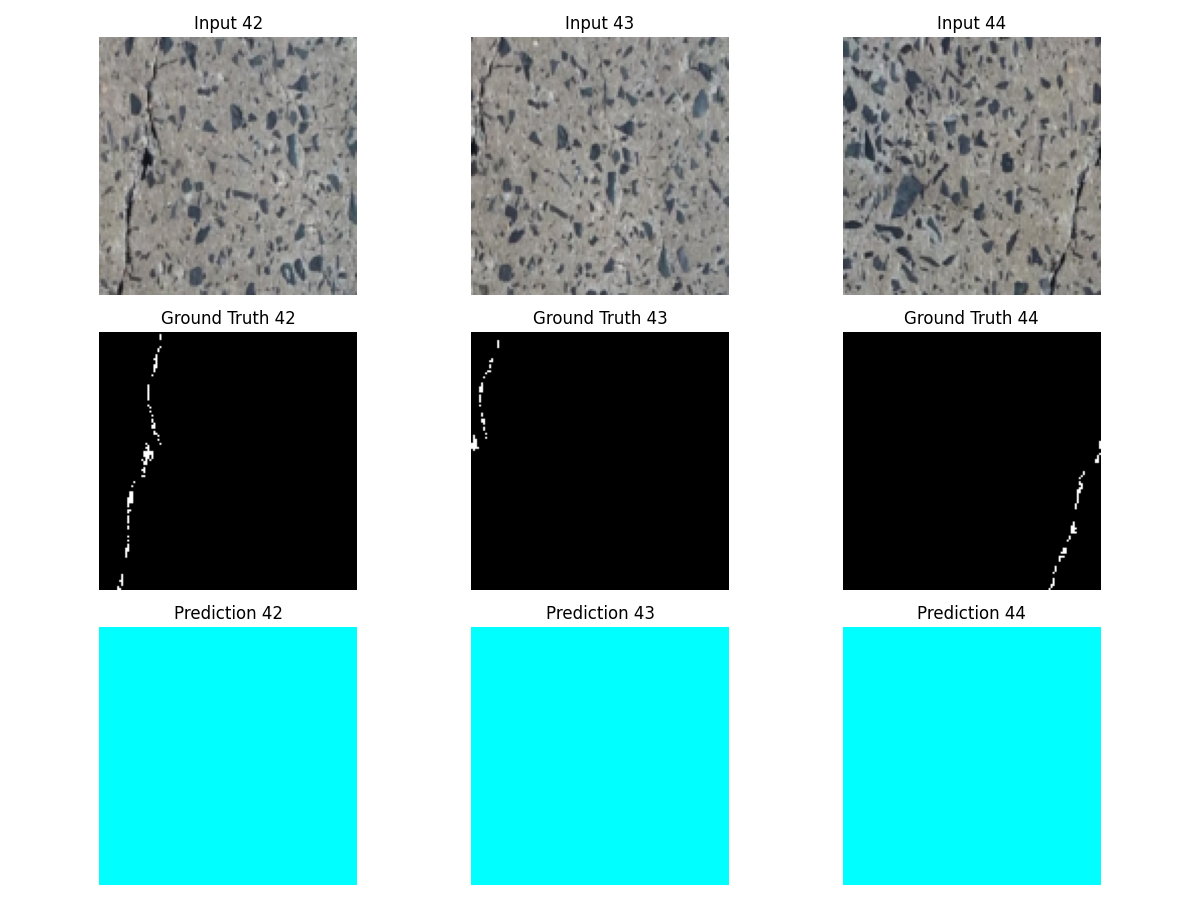 Input 42
Input 43
Input 44
Ground Truth 42
Ground Truth 43
Ground Truth 44
Prediction 42
Prediction 43
Prediction 44